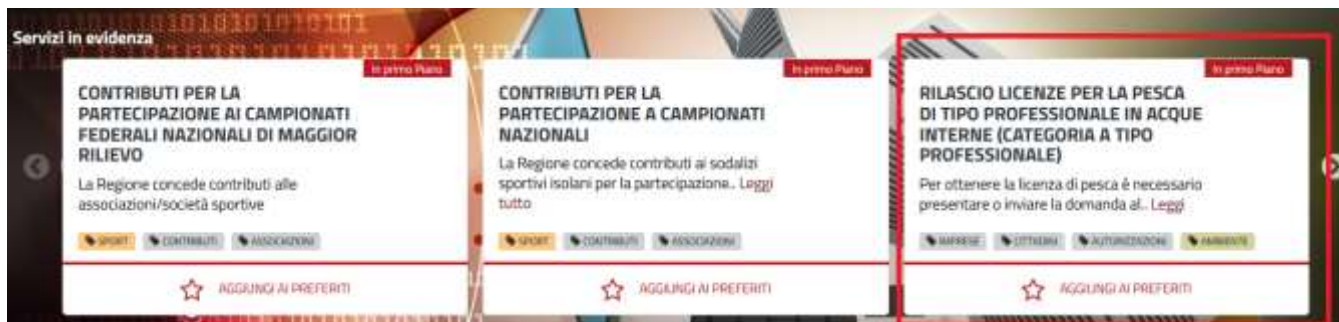 Servizi in evidenza
In primo Piano
CONTRIBUTI PER LA
PARTECIPAZIONE AI CAMPIONATI
FEDERALI NAZIONALI DI MAGGIOR
RILIEVO
La Regione concede contributi alle
associazioni/società sportive
SPORT CONTRIBUTI ASSOCIAZIONI
AGGIUNGI AI PREFERITI
In primo Piano
CONTRIBUTI PER LA
PARTECIPAZIONE A CAMPIONATI
NAZIONALI
La Regione concede contributi ai sodalizi
sportivi isolani per la partecipazione.. Leggi
tutto
SPORT CONTRIBUTI ASSOCIAZIONI
AGGIUNGI AI PREFERITI
In primo Piano
RILASCIO LICENZE PER LA PESCA
DI TIPO PROFESSIONALE IN ACQUE
INTERNE (CATEGORIA A TIPO
PROFESSIONALE)
Per ottenere la licenza di pesca è necessario
presentare o inviare la domanda al.. Leggi
IMPRESE CITTADINI AUTORIZZAZIONI AMBIENTE
AGGIUNGI AI PREFERITI